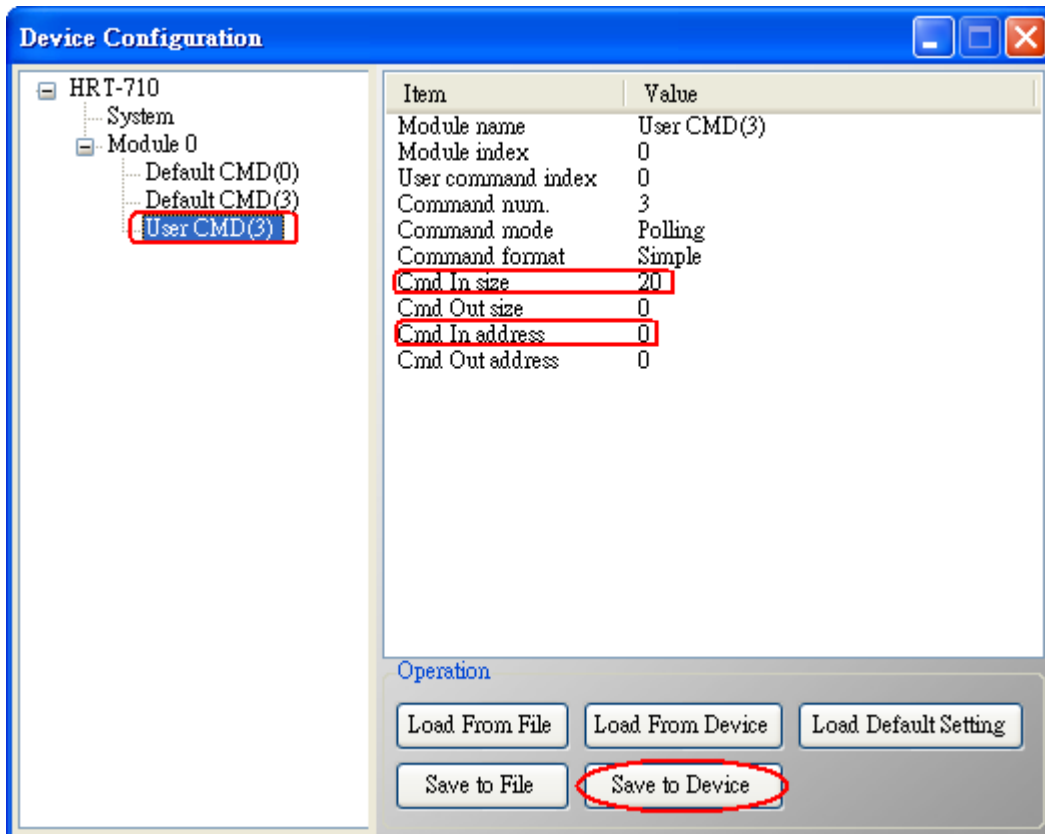 Device Configuration
HRT-710
System
Module 0
Default CMD(0)
Default CMD(3)
User CMD(3)
Item Value
Module name User CMD(3)
Module index 0
User command index 0
Command num. 3
Command mode Polling
Command format Simple
Cmd In size 20
Cmd Out size 0
Cmd In address 0
Cmd Out address 0
Operation
Load From File Load From Device Load Default Setting
Save to File Save to Device